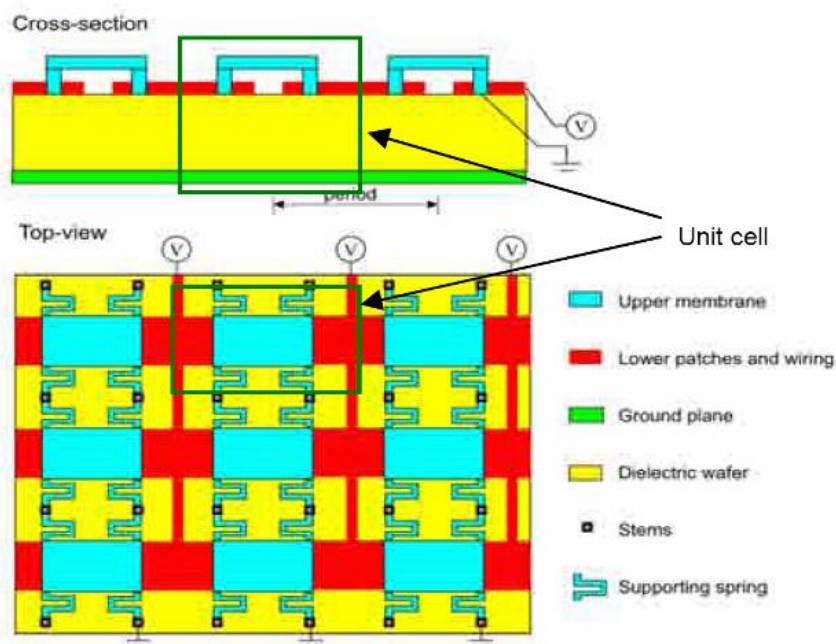 Cross-section
V
period
Top-view
V V V
Unit cell
Upper membrane
Lower patches and wiring
Ground plane
Dielectric wafer
Stems
Supporting spring